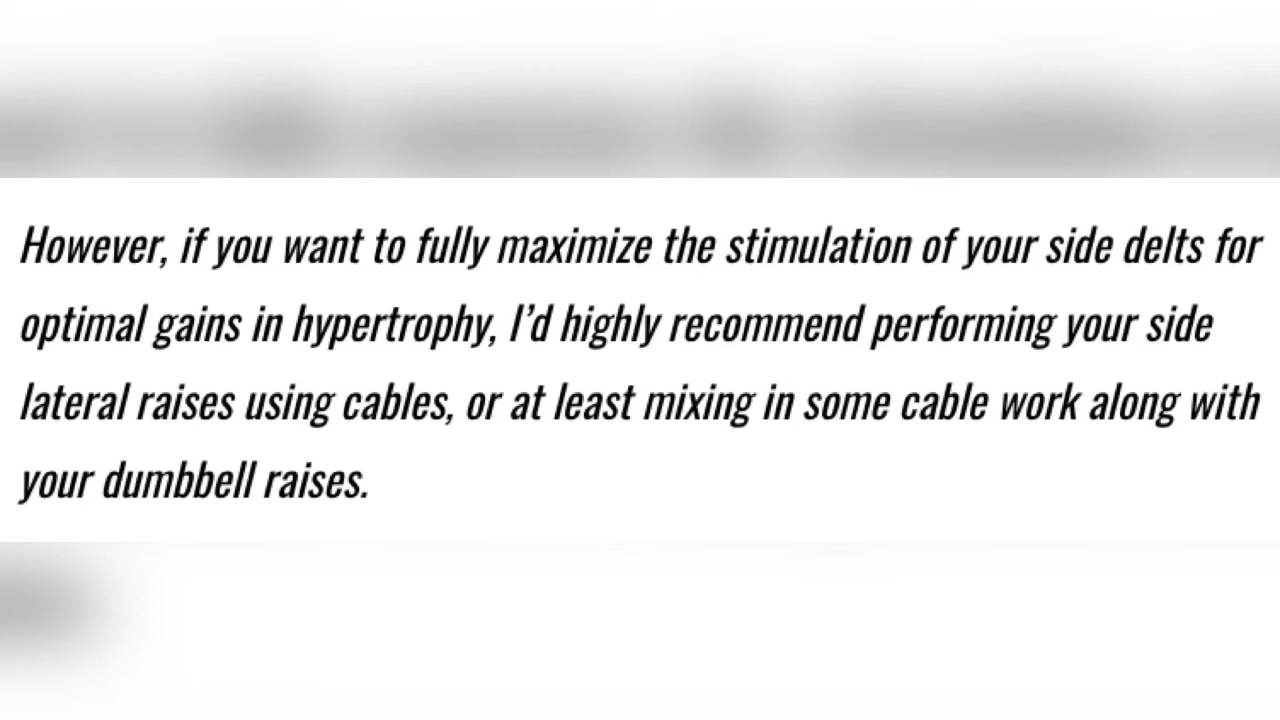 However, if you want to fully maximize the stimulation of your side delts for
optimal gains in hypertrophy, I’d highly recommend performing your side
lateral raises using cables, or at least mixing in some cable work along with
your dumbbell raises.